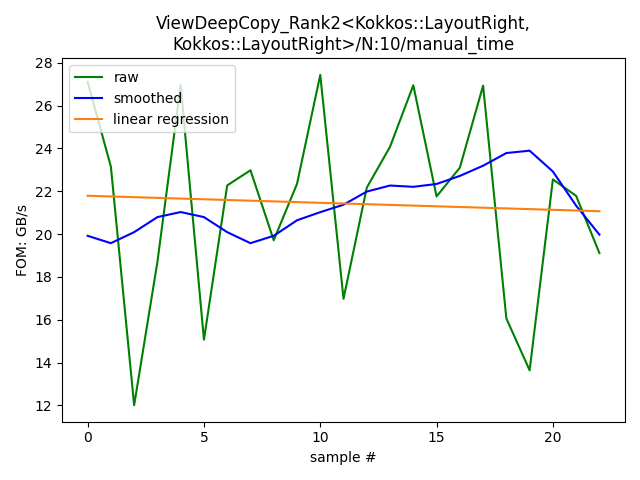 ViewDeepCopy_Rank2<Kokkos::LayoutRight,
Kokkos::LayoutRight>/N:10/manual_time
raw
smoothed
linear regression
FOM: GB/s
28
26
24
22
20
18
16
14
12
0
5
10
15
20
sample #